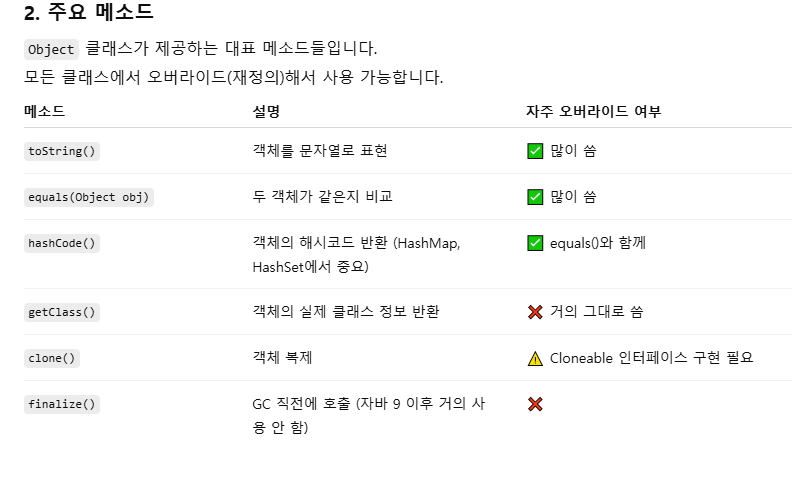 2. 주요 메소드
Object 클래스가 제공하는 대표 메소드들입니다.
모든 클래스에서 오버라이드(재정의)해서 사용 가능합니다.
메소드 설명 자주 오버라이드 여부
toString() 객체를 문자열로 표현 ✅ 많이 씀
equals(Object obj) 두 객체가 같은지 비교 ✅ 많이 씀
hashCode() 객체의 해시코드 반환 (HashMap, ✅ equals()와 함께
HashSet에서 중요)
getClass() 객체의 실제 클래스 정보 반환 ❌ 거의 그대로 씀
clone() 객체 복제 ⚠ Cloneable 인터페이스 구현 필요
finalize() GC 직전에 호출 (자바 9 이후 거의 사 ❌
용 안 함)